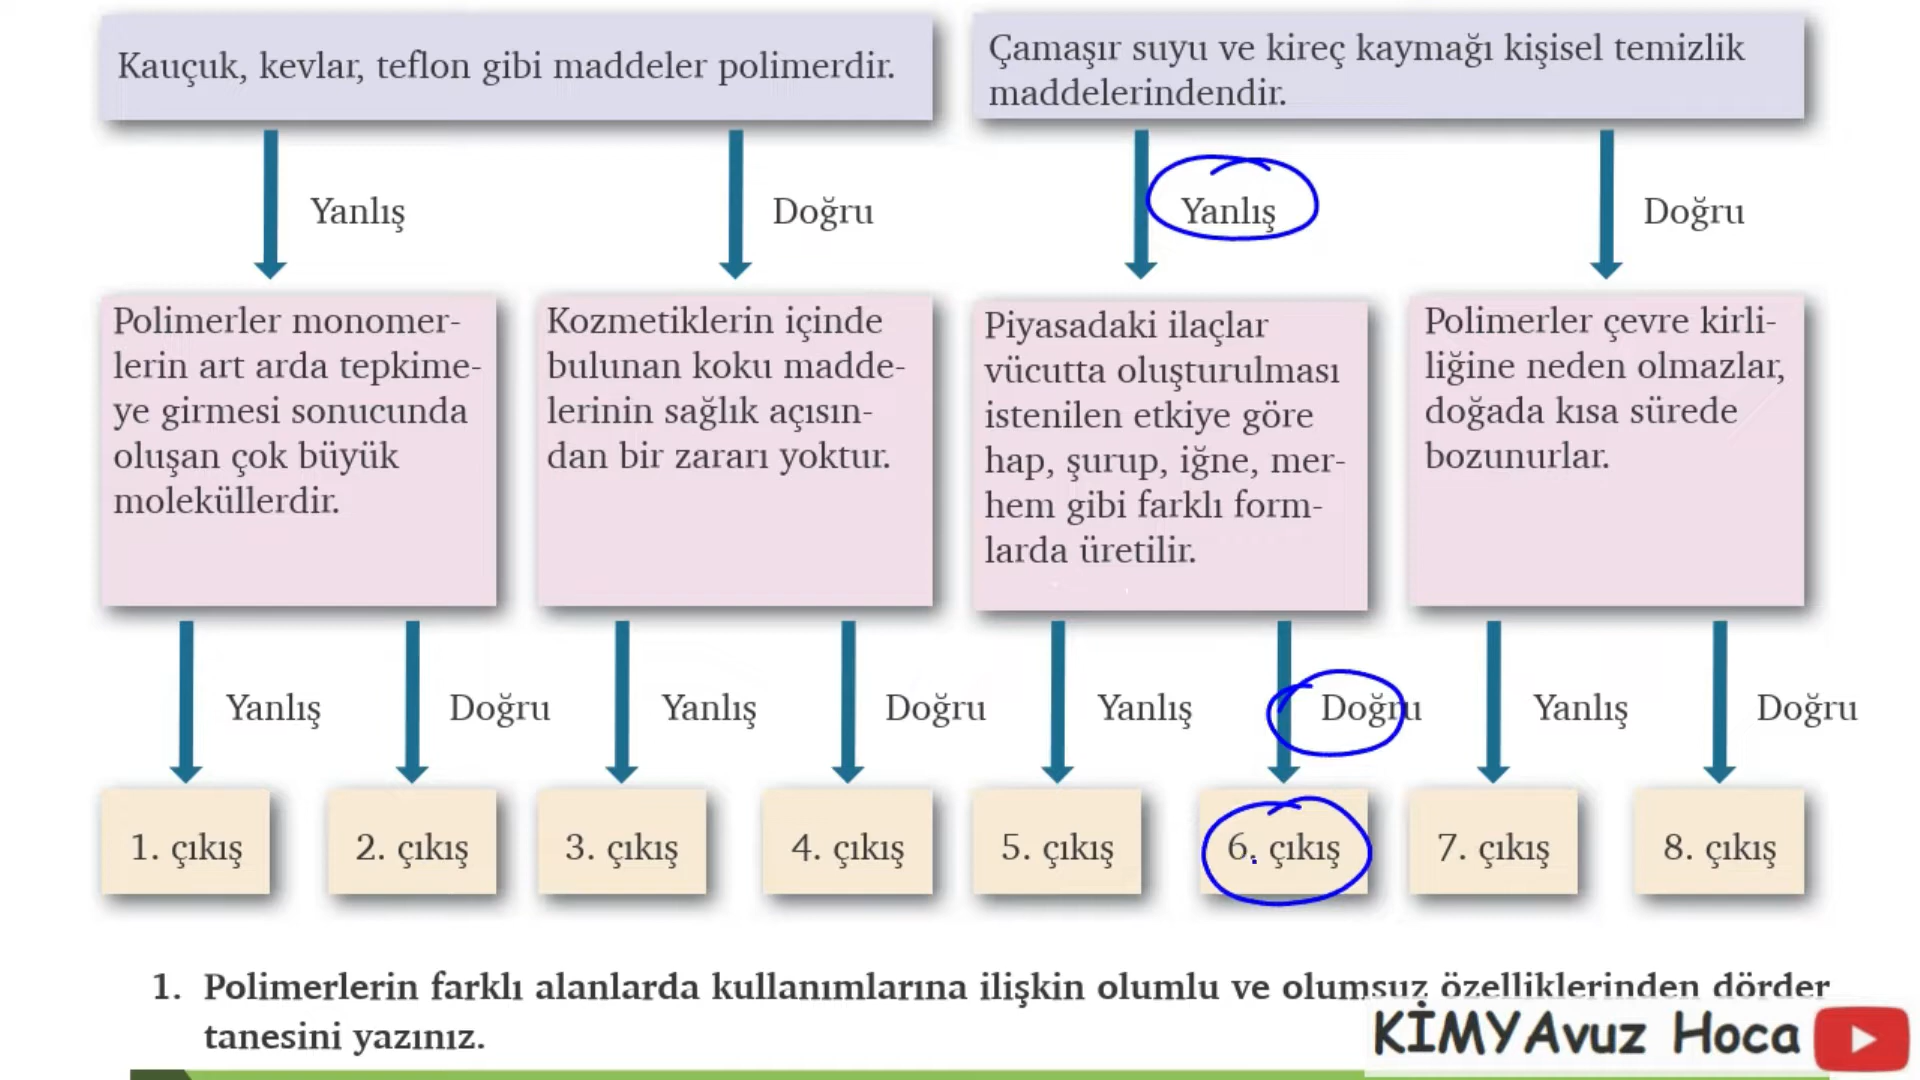 Kauçuk, kevlar, teflon gibi maddeler polimerdir.
Çamaşır suyu ve kireç kaymağı kişisel temizlik
maddelerindendir.
Yanlış
Doğru
Yanlış
Doğru
Polimerler monomer-
lerin art arda tepkime-
ye girmesi sonucunda
oluşan çok büyük
moleküllerdir.
Kozmetiklerin içinde
bulunan koku madde-
lerinin sağlık açısın-
dan bir zararı yoktur.
Piyasadaki ilaçlar
vücutta oluşturulması
istenilen etkiye göre
hap, şurup, iğne, mer-
hem gibi farklı form-
larda üretilir.
Polimerler çevre kirli-
liğine neden olmazlar,
doğada kısa sürede
bozunurlar.
Yanlış
Doğru
Yanlış
Doğru
Yanlış
Doğru
Yanlış
Doğru
1. çıkış
2. çıkış
3. çıkış
4. çıkış
5. çıkış
6. çıkış
7. çıkış
8. çıkış
1. Polimerlerin farklı alanlarda kullanımlarına ilişkin olumlu ve olumsuz özelliklerinden dörder
tanesini yazınız.
KİMYAvuz Hoca